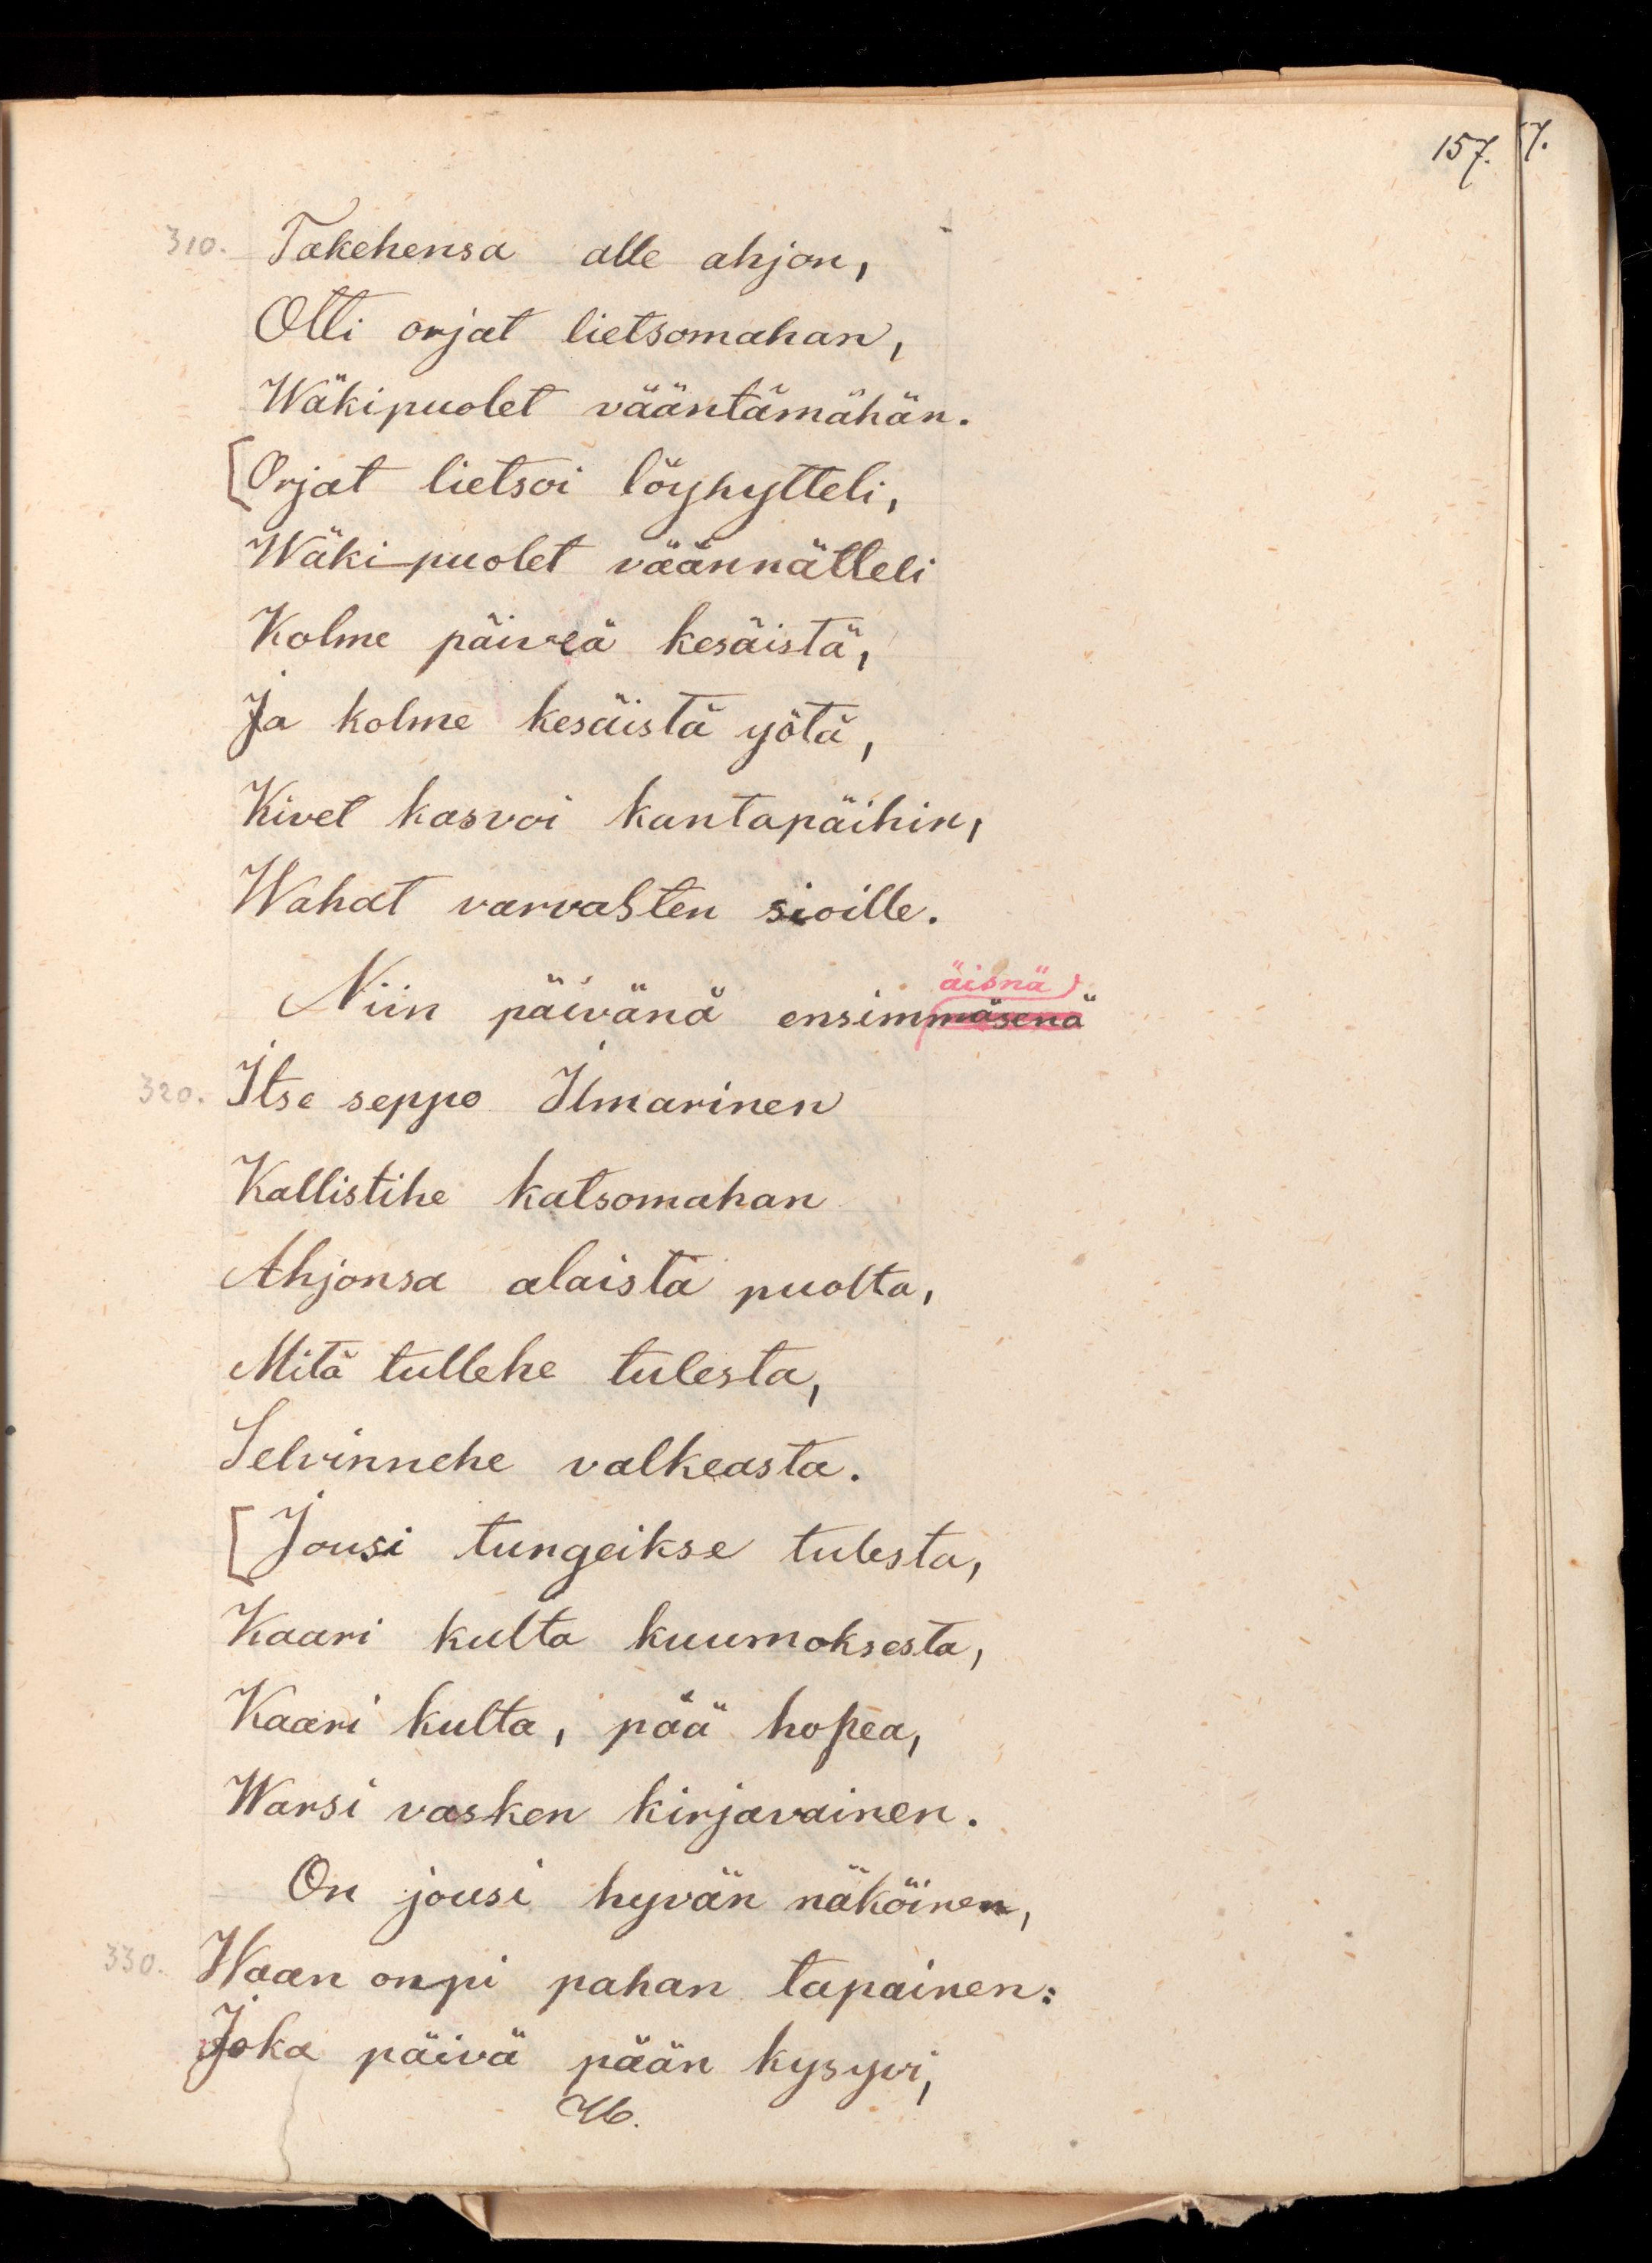 157.
7.
310. Takehensa alle ahjon,
Otti orjat lietsomahan,
Wäkipuolet vääntämähän.
[Orjat lietsoi löyhytteli,
Wäki-puolet väännätteli
Kolme päiveä kesäistä,
Ja kolme kesäistä yötä,
Kivet kasvoi kantapäihin,
Wahat varvasten sioille.
äisnä
Niin päivänä ensimmäsenä
320. Itse seppo Ilmarinen
Kallistihe katsomahan
Ahjonsa alaista puolta,
Mitä tullehe tulesta,
Selvinnehe valkeasta.
[Jousi tungeikse tulesta,
Kaari kulta kuumoksesta,
Kaari kulta, pää hopea,
Warsi vasken kirjavainen.
On jousi hyvän näköinen,
330. Waan onpi pahan tapainen:
Joka päivä pään kysyvi,